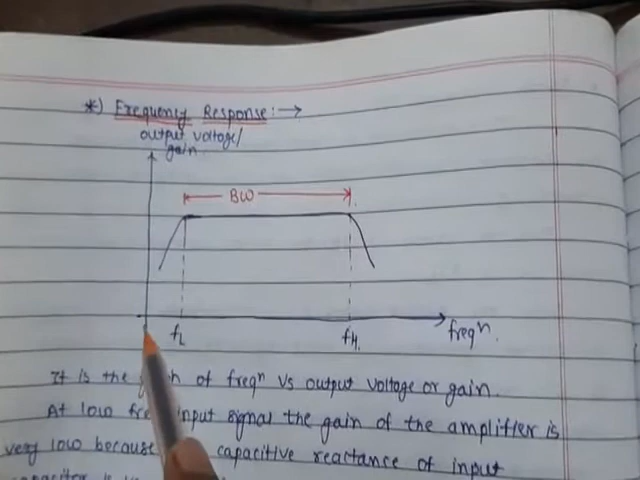 *) Frequency Response :→
output voltage/
gain
BW
fL
fH.
freqⁿ.
It is the of freqⁿ Vs output voltage or gain.
At low input signal the gain of the amplifier is
very low because capacitive reactance of input